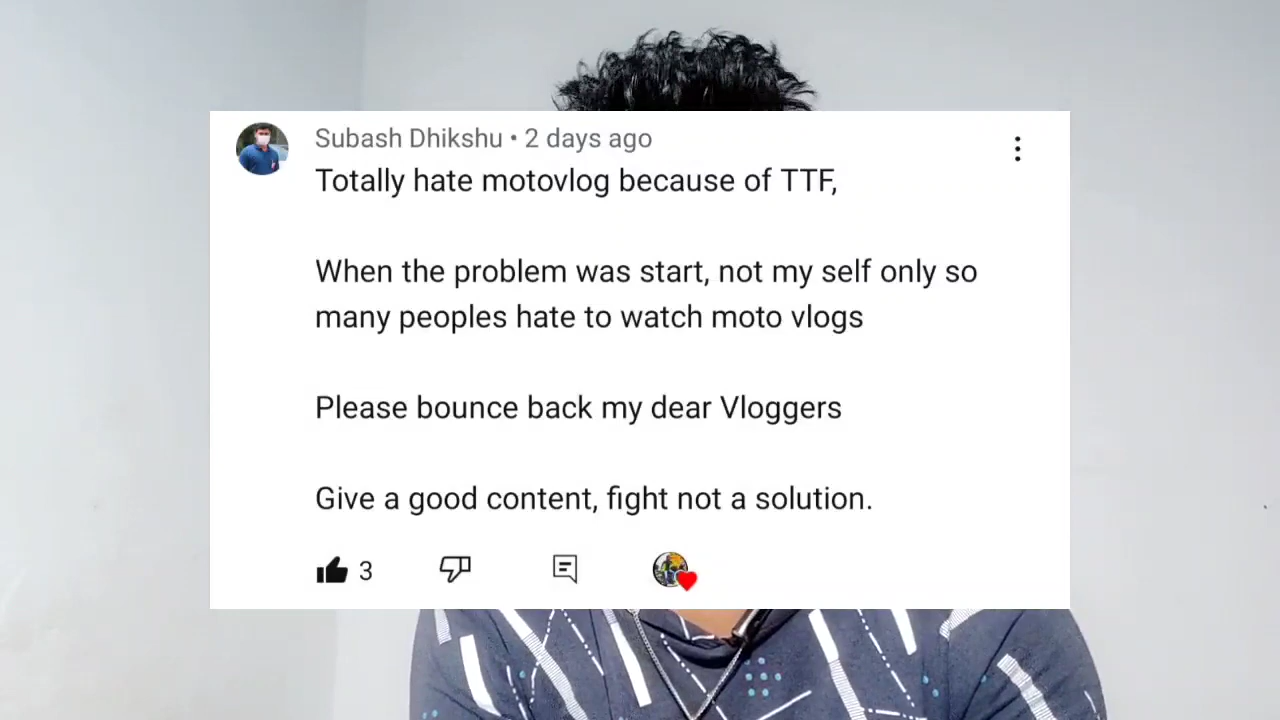 Subash Dhikshu • 2 days ago
Totally hate motovlog because of TTF,
When the problem was start, not my self only so
many peoples hate to watch moto vlogs
Please bounce back my dear Vloggers
Give a good content, fight not a solution.
3